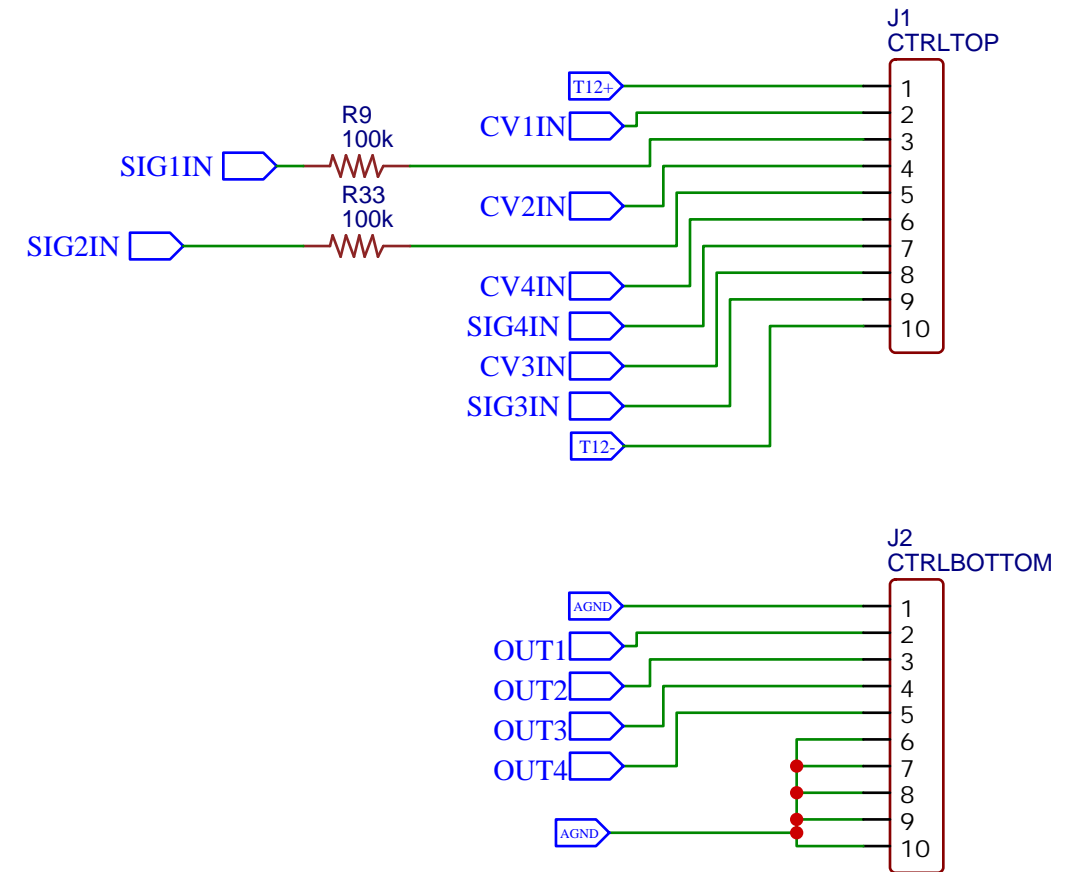 J1
CTRLTOP
T12+
1
CV1IN
2
R9
100k
3
SIG1IN
4
R33
100k
CV2IN
5
6
SIG2IN
7
CV4IN
8
9
SIG4IN
10
CV3IN
SIG3IN
T12-
J2
CTRLBOTTOM
AGND
1
OUT1
2
3
OUT2
4
5
OUT3
6
OUT4
7
8
AGND
9
10